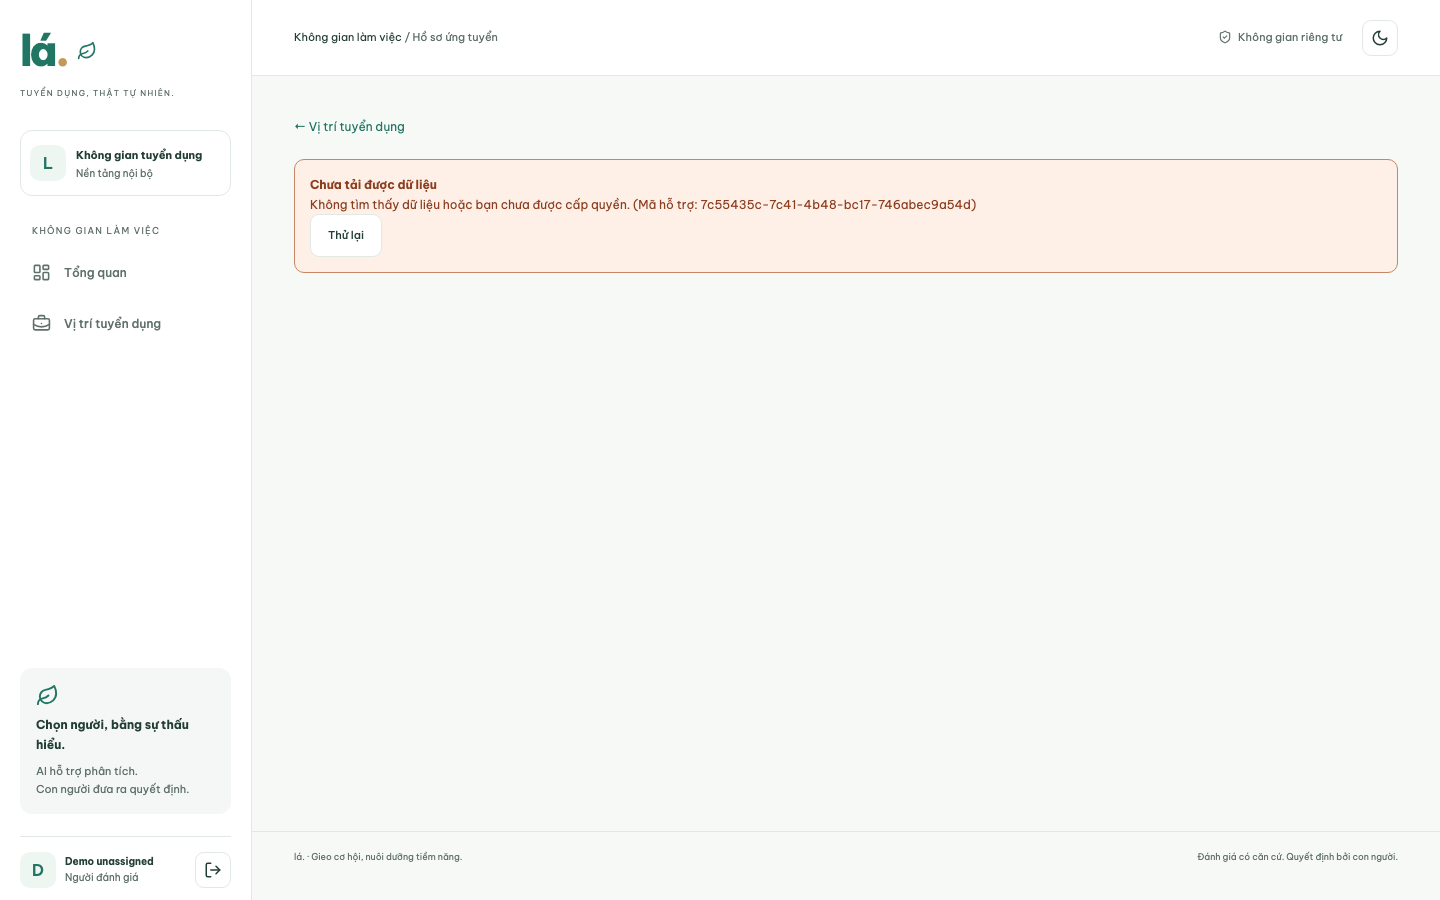 lá.
TUYỂN DỤNG, THẬT TỰ NHIÊN.
L
Không gian tuyển dụng
Nền tảng nội bộ
KHÔNG GIAN LÀM VIỆC
Tổng quan
Vị trí tuyển dụng
Chọn người, bằng sự thấu
hiểu.
AI hỗ trợ phân tích.
Con người đưa ra quyết định.
D
Demo unassigned
Người đánh giá
Không gian làm việc / Hồ sơ ứng tuyển
Không gian riêng tư
← Vị trí tuyển dụng
Chưa tải được dữ liệu
Không tìm thấy dữ liệu hoặc bạn chưa được cấp quyền. (Mã hỗ trợ: 7c55435c-7c41-4b48-bc17-746abec9a54d)
Thử lại
lá. · Gieo cơ hội, nuôi dưỡng tiềm năng.
Đánh giá có căn cứ. Quyết định bởi con người.